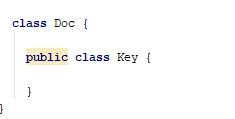 class Doc {
public class Key {
}
}